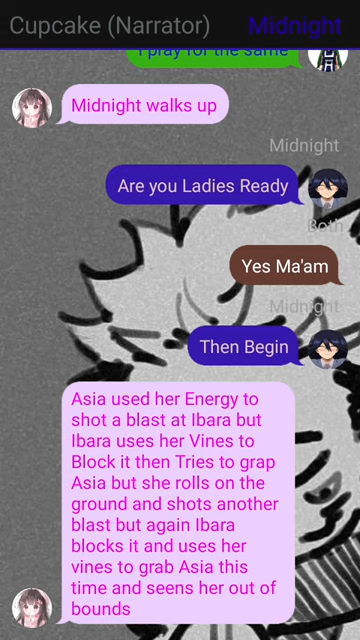 Cupcake (Narrator)
Midnight
I pray for the same
Midnight walks up
Midnight
Are you Ladies Ready
Both
Yes Ma'am
Midnight
Then Begin
Asia used her Energy to
shot a blast at Ibara but
Ibara uses her Vines to
Block it then Tries to grap
Asia but she rolls on the
ground and shots another
blast but again Ibara
blocks it and uses her
vines to grab Asia this
time and seens her out of
bounds